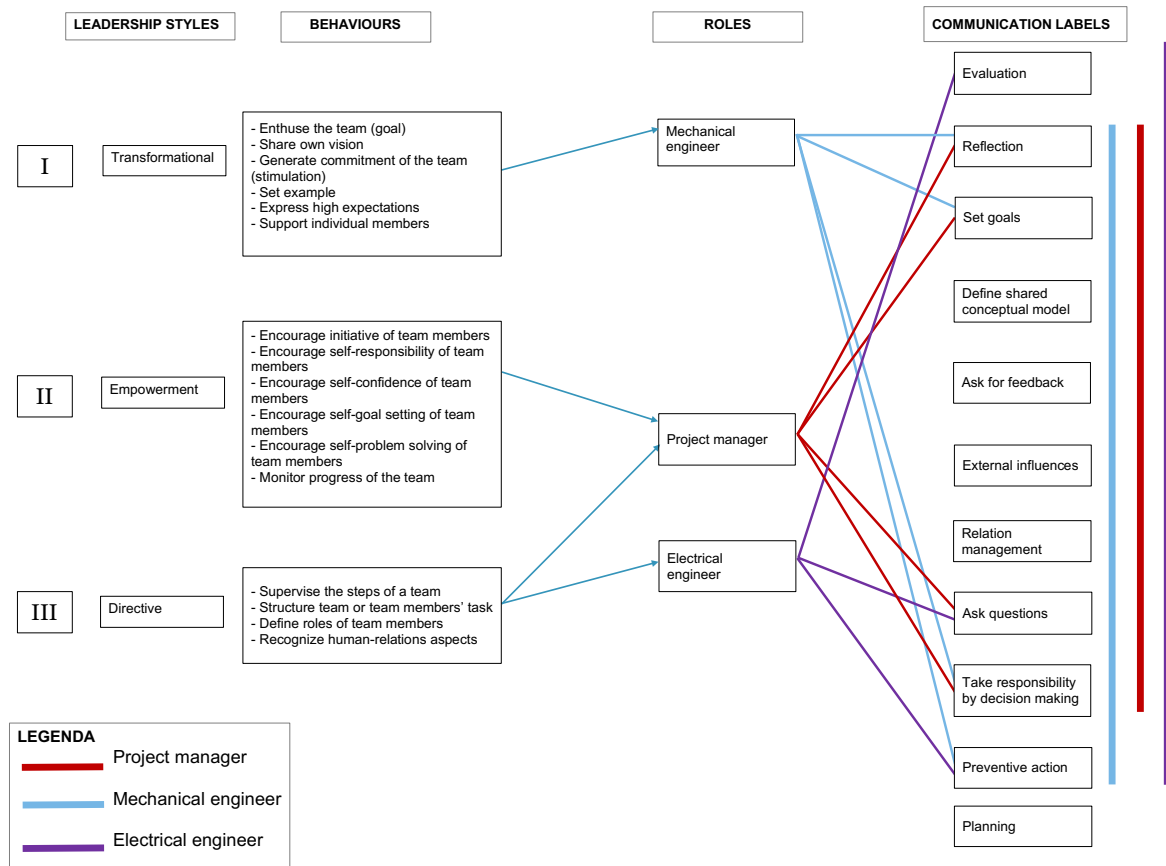 LEADERSHIP STYLES
BEHAVIOURS
ROLES
COMMUNICATION LABELS
I
Transformational
- Enthuse the team (goal)
- Share own vision
- Generate commitment of the team
(stimulation)
- Set example
- Express high expectations
- Support individual members
II
Empowerment
- Encourage initiative of team members
- Encourage self-responsibility of team
members
- Encourage self-confidence of team
members
- Encourage self-goal setting of team
members
- Encourage self-problem solving of
team members
- Monitor progress of the team
III
Directive
- Supervise the steps of a team
- Structure team or team members’ task
- Define roles of team members
- Recognize human-relations aspects
Mechanical
engineer
Project manager
Electrical
engineer
Evaluation
Reflection
Set goals
Define shared
conceptual model
Ask for feedback
External influences
Relation
management
Ask questions
Take responsibility
by decision making
Preventive action
Planning
LEGENDA
Project manager
Mechanical engineer
Electrical engineer